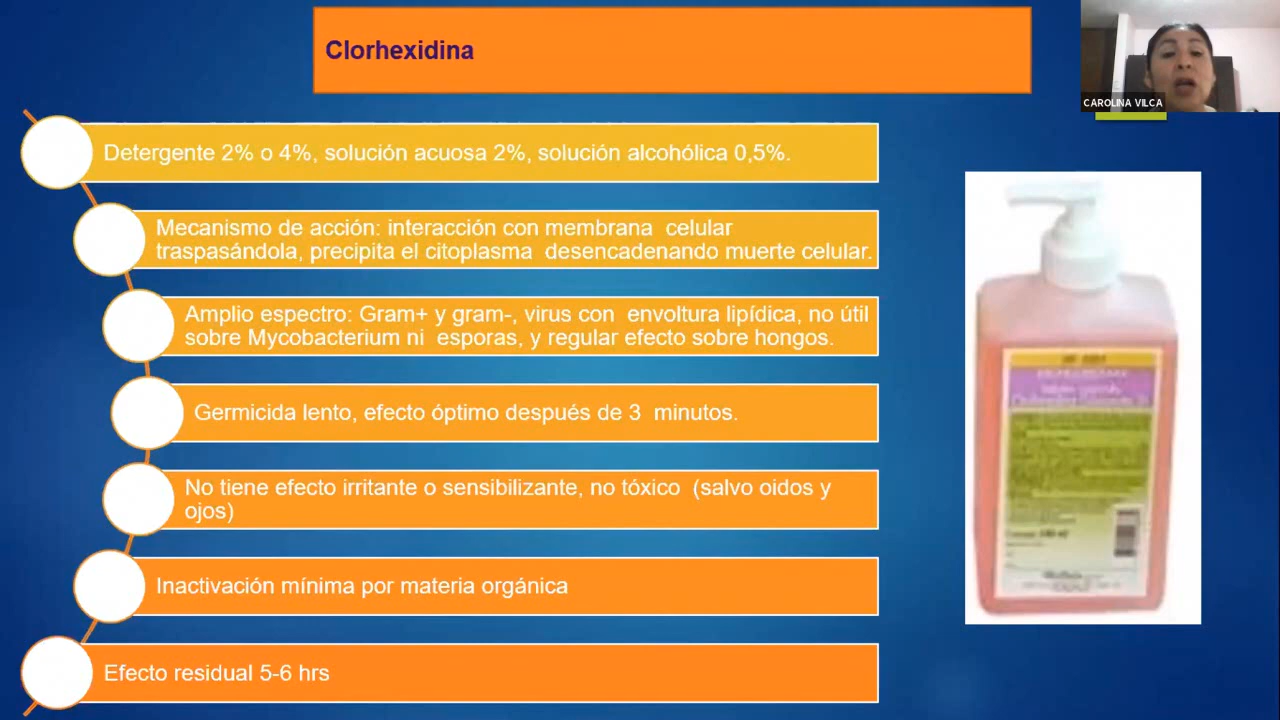 Clorhexidina
CAROLINA VILCA
Detergente 2% o 4%, solución acuosa 2%, solución alcohólica 0,5%.
Mecanismo de acción: interacción con membrana celular
traspasándola, precipita el citoplasma desencadenando muerte celular.
Amplio espectro: Gram+ y gram-, virus con envoltura lipídica, no útil
sobre Mycobacterium ni esporas, y regular efecto sobre hongos.
Germicida lento, efecto óptimo después de 3 minutos.
No tiene efecto irritante o sensibilizante, no tóxico (salvo oidos y
ojos)
Inactivación mínima por materia orgánica
Efecto residual 5-6 hrs